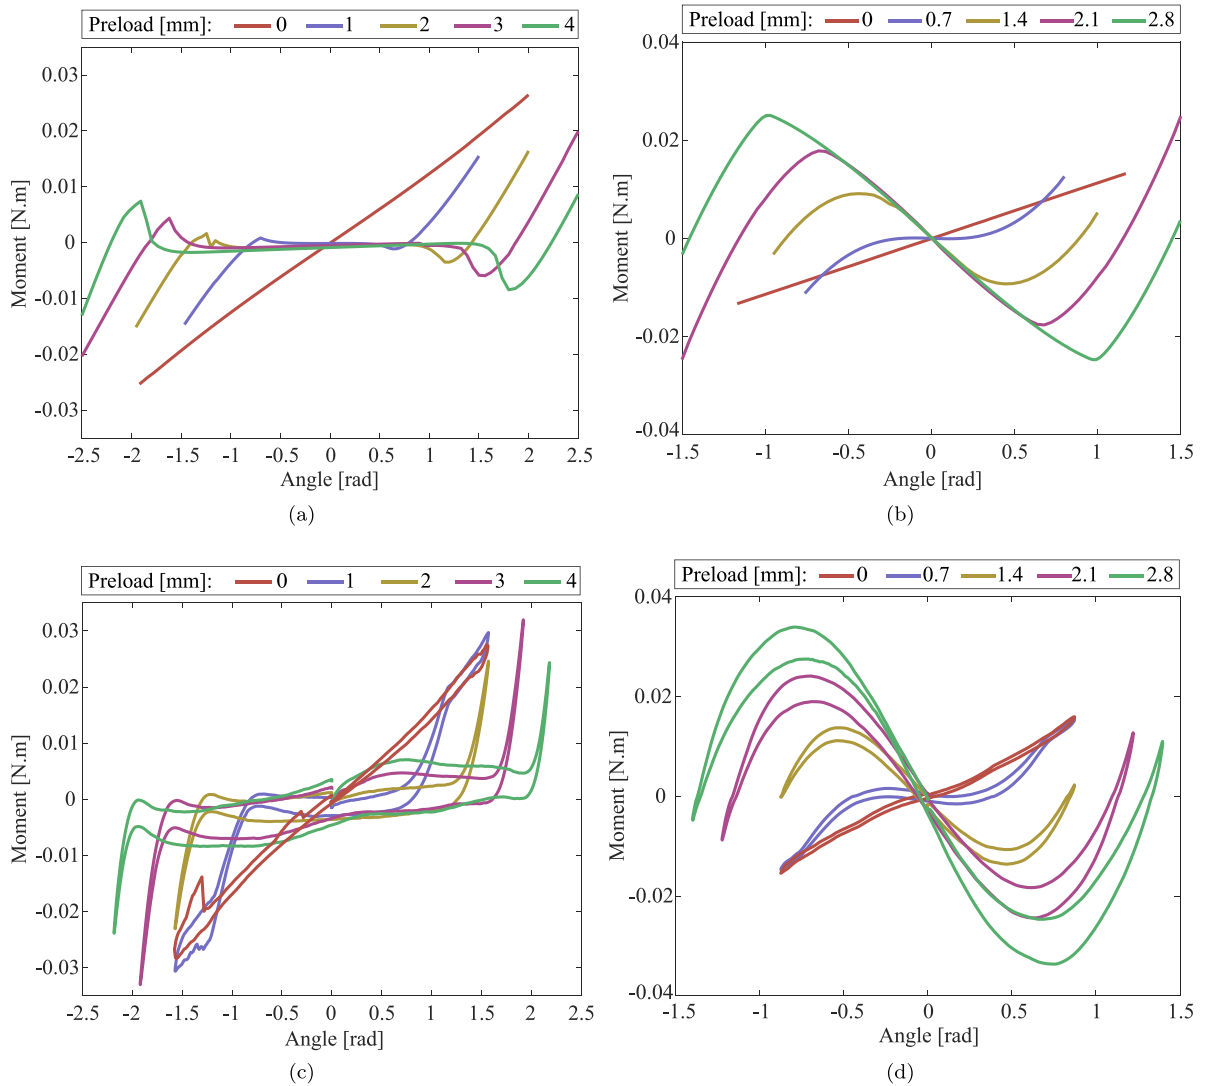 Preload [mm]: 0 1 2 3 4
0.03
0.02
0.01
0
-0.01
-0.02
-0.03
Moment [N.m]
-2.5 -2 -1.5 -1 -0.5 0 0.5 1 1.5 2 2.5
Angle [rad]
(a)
Preload [mm]: 0 0.7 1.4 2.1 2.8
0.04
0.02
0
-0.02
-0.04
Moment [N.m]
-1.5 -1 -0.5 0 0.5 1 1.5
Angle [rad]
(b)
Preload [mm]: 0 1 2 3 4
0.03
0.02
0.01
0
-0.01
-0.02
-0.03
Moment [N.m]
-2.5 -2 -1.5 -1 -0.5 0 0.5 1 1.5 2 2.5
Angle [rad]
(c)
Preload [mm]: 0 0.7 1.4 2.1 2.8
0.04
0.02
0
-0.02
-0.04
Moment [N.m]
-1.5 -1 -0.5 0 0.5 1 1.5
Angle [rad]
(d)